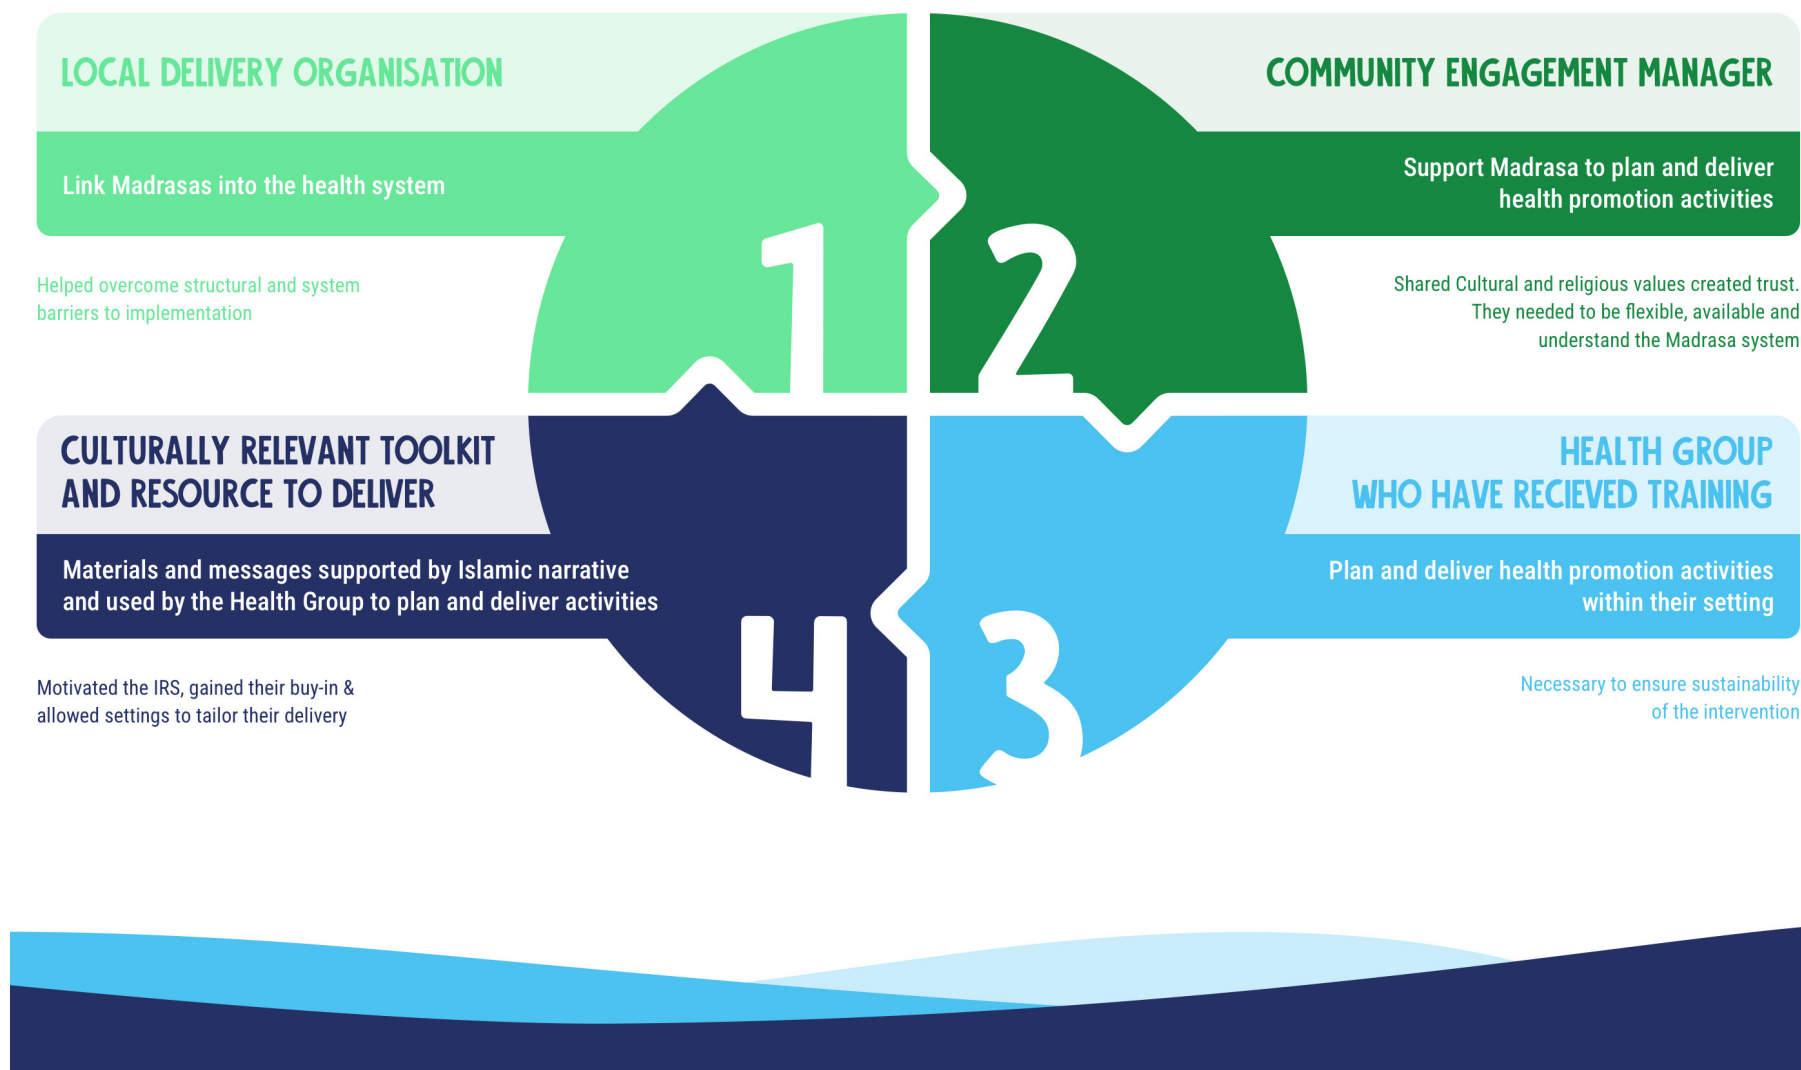 LOCAL DELIVERY ORGANISATION
Link Madrasas into the health system
Helped overcome structural and system
barriers to implementation
1
COMMUNITY ENGAGEMENT MANAGER
Support Madrasa to plan and deliver
health promotion activities
Shared Cultural and religious values created trust.
They needed to be flexible, available and
understand the Madrasa system
2
HEALTH GROUP
WHO HAVE RECIEVED TRAINING
Plan and deliver health promotion activities
within their setting
Necessary to ensure sustainability
of the intervention
3
CULTURALLY RELEVANT TOOLKIT
AND RESOURCE TO DELIVER
Materials and messages supported by Islamic narrative
and used by the Health Group to plan and deliver activities
Motivated the IRS, gained their buy-in &
allowed settings to tailor their delivery
4